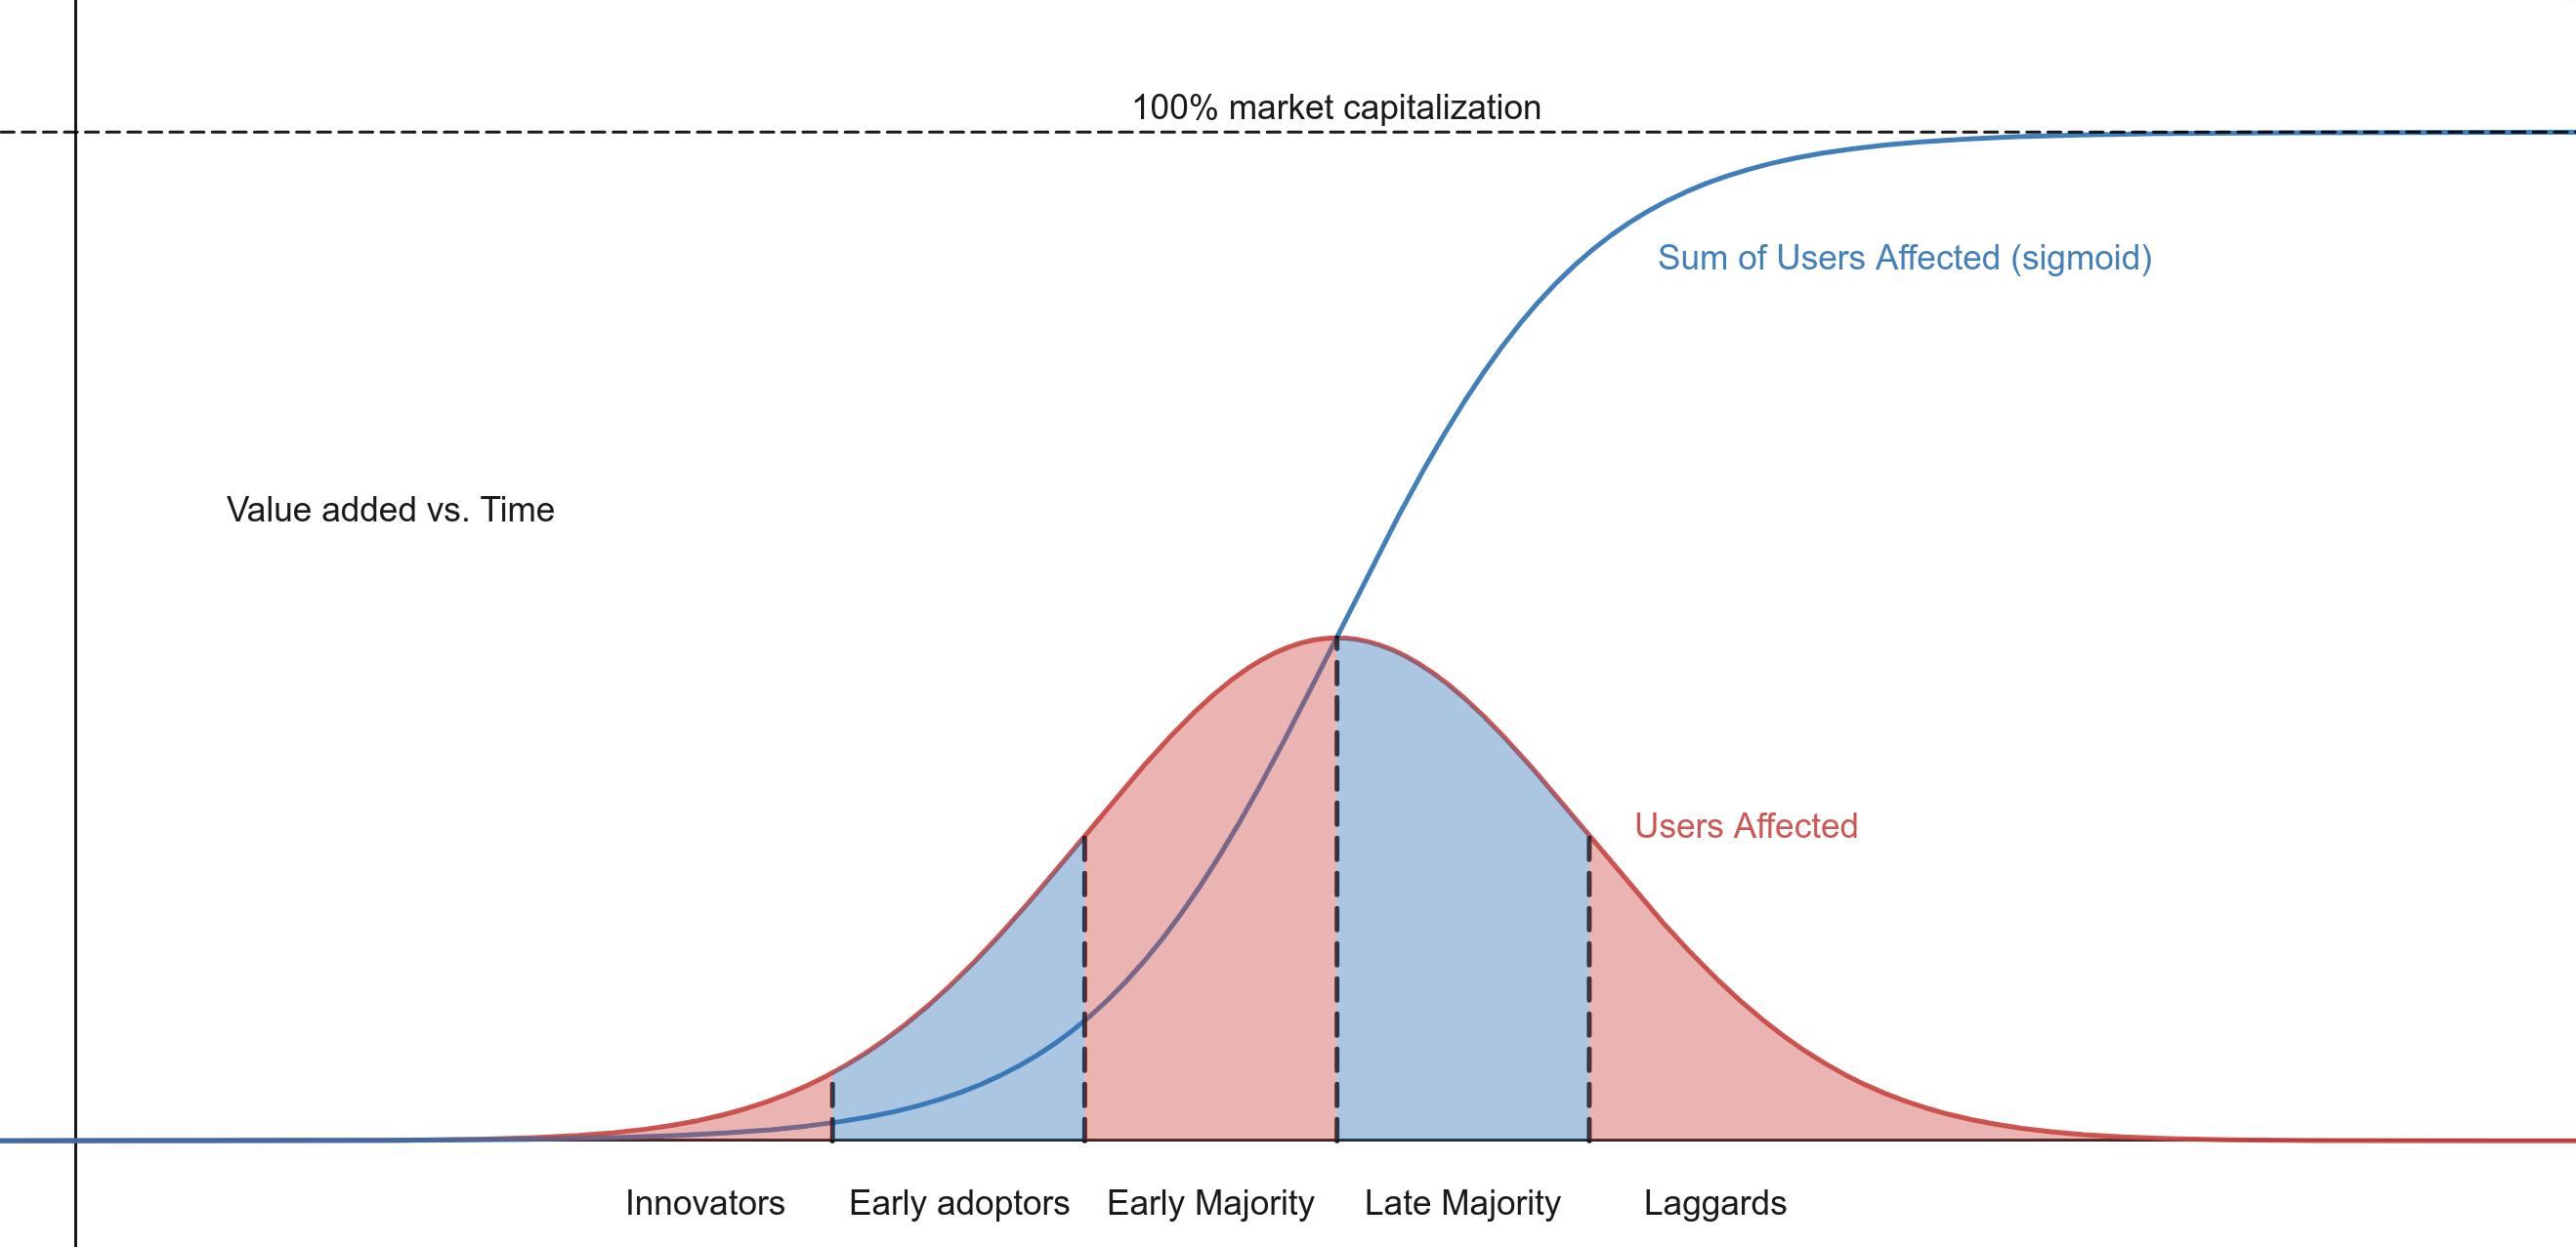 100% market capitalization
Sum of Users Affected (sigmoid)
Value added vs. Time
Users Affected
Innovators
Early adoptors
Early Majority
Late Majority
Laggards